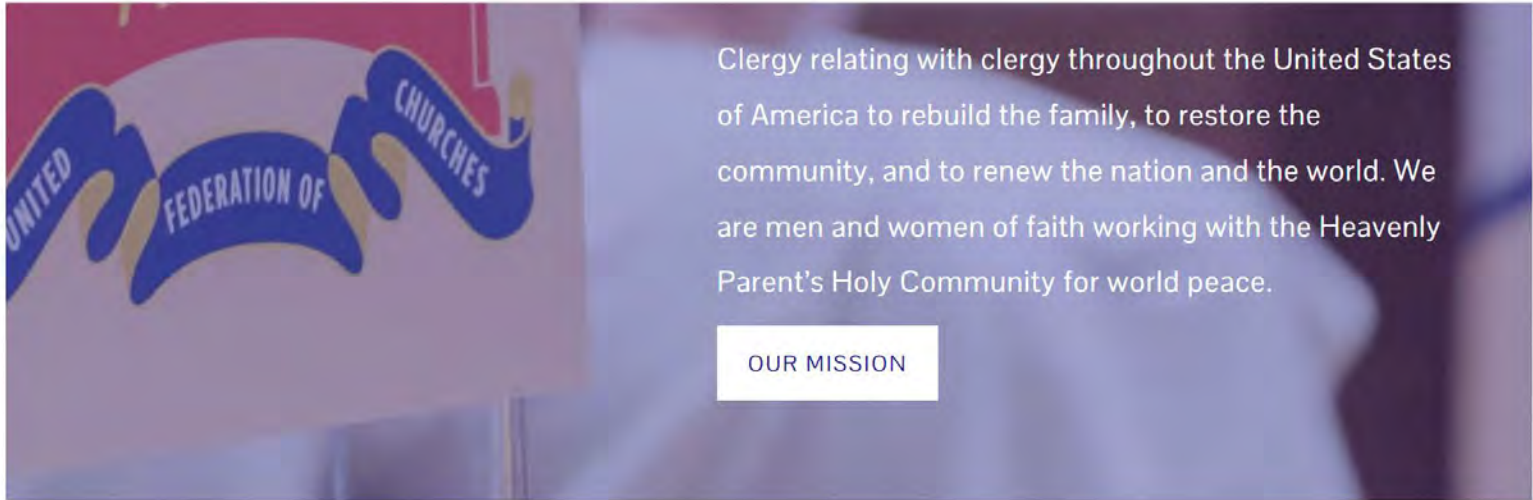 UNITED
FEDERATION OF
CHURCHES
Clergy relating with clergy throughout the United States
of America to rebuild the family, to restore the
community, and to renew the nation and the world. We
are men and women of faith working with the Heavenly
Parent's Holy Community for world peace.
OUR MISSION